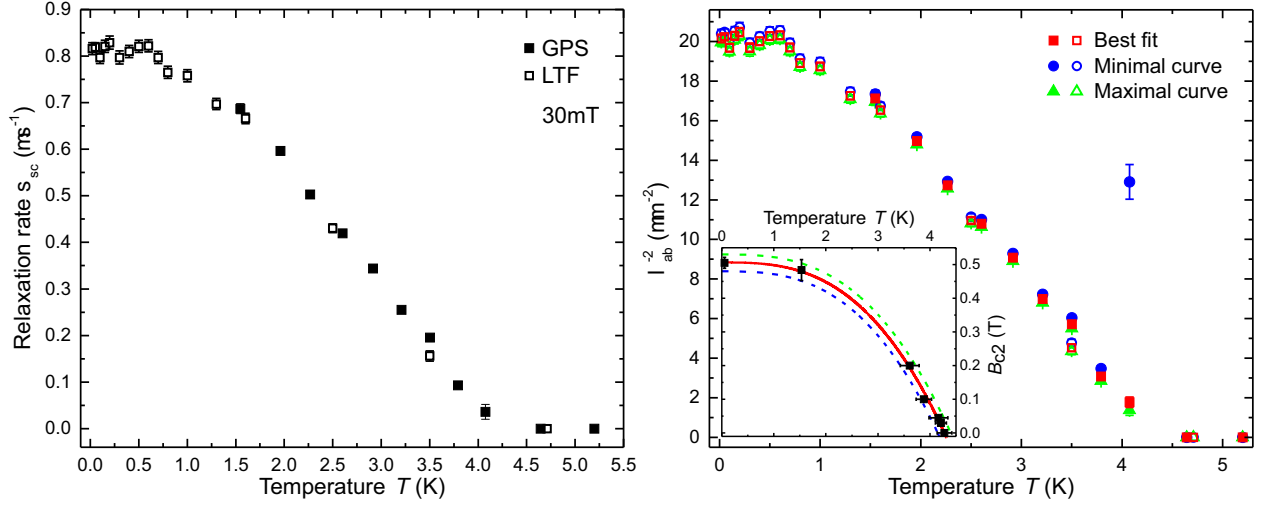 0.9
0.8
0.7
0.6
0.5
0.4
0.3
0.2
0.1
0.0
Relaxation rate s_sc (ms⁻¹)
GPS
LTF
30mT
0.0 0.5 1.0 1.5 2.0 2.5 3.0 3.5 4.0 4.5 5.0 5.5
Temperature T (K)
20
18
16
14
12
10
8
6
4
2
0
l_ab⁻² (mm⁻²)
Best fit
Minimal curve
Maximal curve
Temperature T (K)
0 1 2 3 4
0.5
0.4
0.3
0.2
0.1
0.0
B_c2 (T)
0 1 2 3 4 5
Temperature T (K)